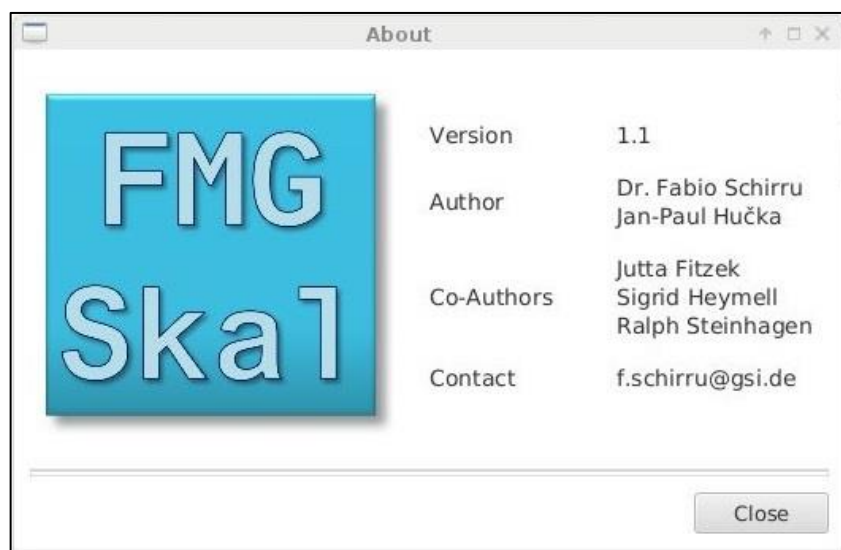 About
FMG
Skal
Version 1.1
Author Dr. Fabio Schirru
Jan-Paul Hučka
Co-Authors Jutta Fitzek
Sigrid Heymell
Ralph Steinhagen
Contact f.schirru@gsi.de
Close